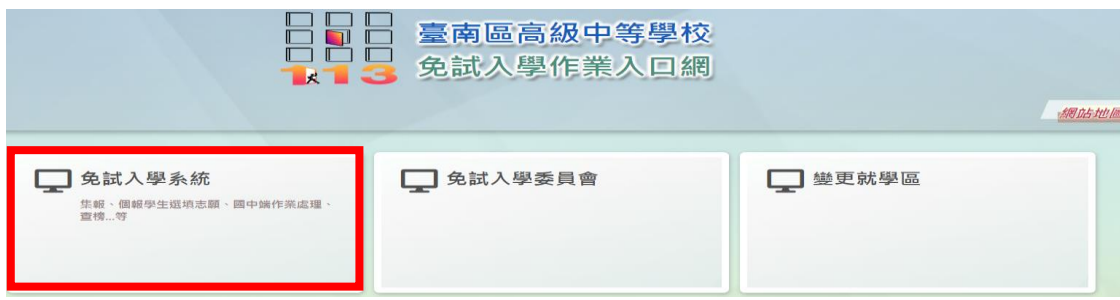 臺南區高級中等學校
113
免試入學作業入口網
網站地圖
免試入學系統
集報、個報學生選填志願、國中端作業處理、
查榜...等
免試入學委員會
變更就學區